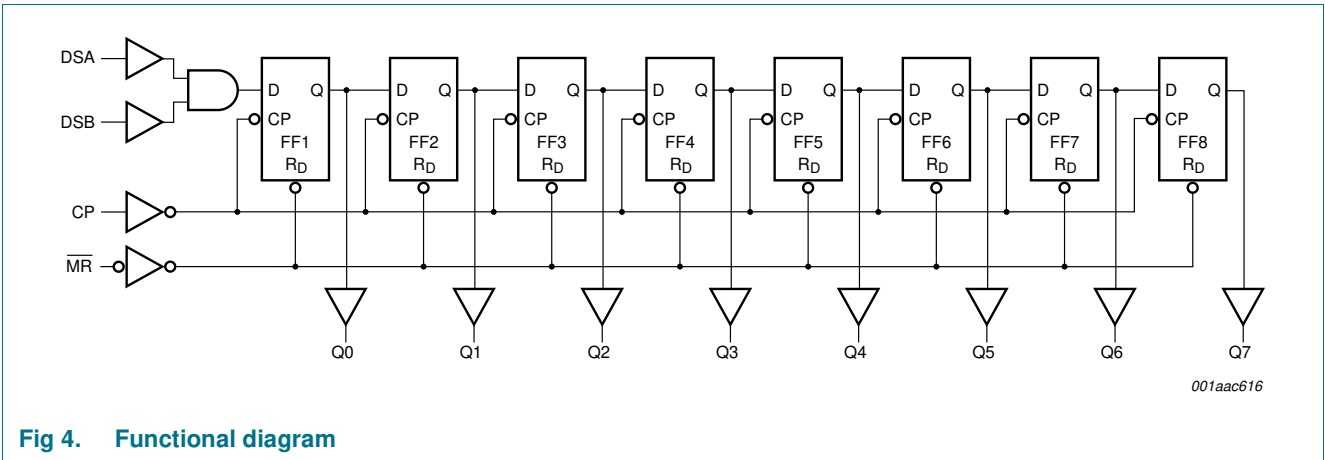 DSA
DSB
CP
M̅R̅
D Q D Q D Q D Q D Q D Q D Q D Q
CP CP CP CP CP CP CP CP
FF1 FF2 FF3 FF4 FF5 FF6 FF7 FF8
RD RD RD RD RD RD RD RD
Q0 Q1 Q2 Q3 Q4 Q5 Q6 Q7
001aac616
Fig 4. Functional diagram